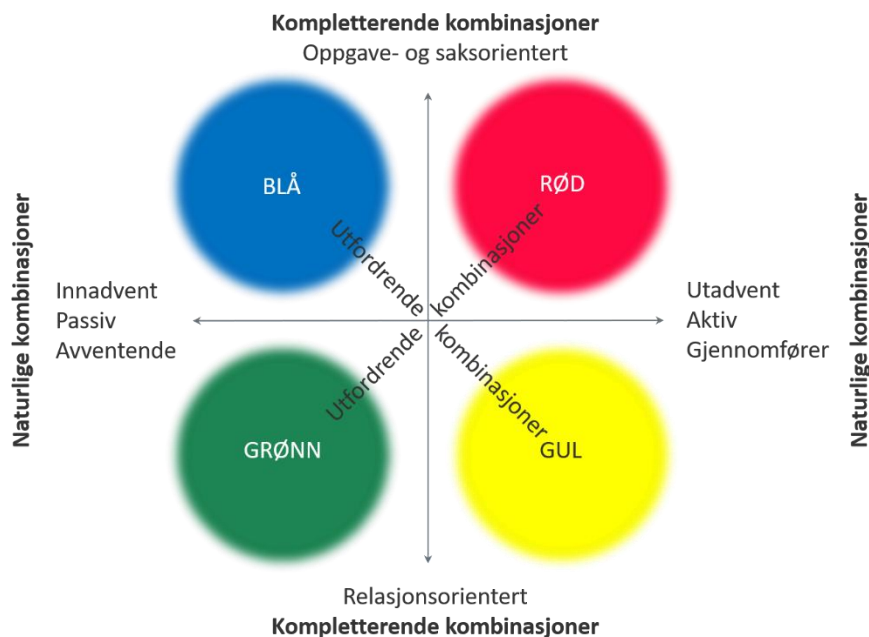 Kompletterende kombinasjoner
Oppgave- og saksorientert
BLÅ
RØD
Utfordrende kombinasjoner
Naturlige kombinasjoner
Innadvent
Passiv
Avventende
Utadvent
Aktiv
Gjennomfører
Naturlige kombinasjoner
Utfordrende kombinasjoner
GRØNN
GUL
Relasjonsorientert
Kompletterende kombinasjoner